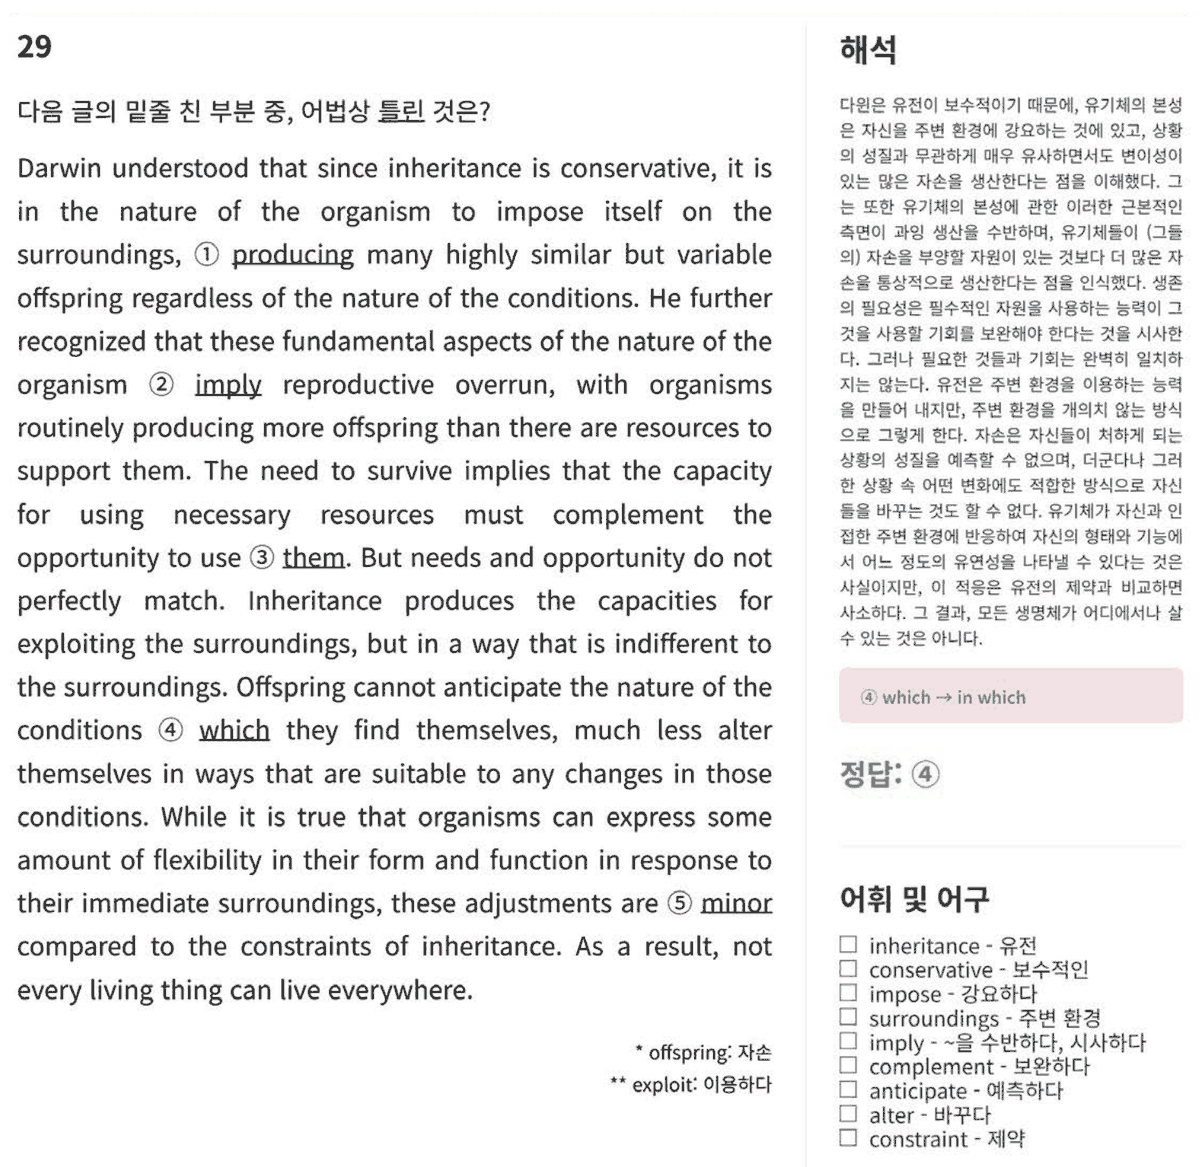 29
다음 글의 밑줄 친 부분 중, 어법상 틀린 것은?
Darwin understood that since inheritance is conservative, it is
in the nature of the organism to impose itself on the
surroundings, ① producing many highly similar but variable
offspring regardless of the nature of the conditions. He further
recognized that these fundamental aspects of the nature of the
organism ② imply reproductive overrun, with organisms
routinely producing more offspring than there are resources to
support them. The need to survive implies that the capacity
for using necessary resources must complement the
opportunity to use ③ them. But needs and opportunity do not
perfectly match. Inheritance produces the capacities for
exploiting the surroundings, but in a way that is indifferent to
the surroundings. Offspring cannot anticipate the nature of the
conditions ④ which they find themselves, much less alter
themselves in ways that are suitable to any changes in those
conditions. While it is true that organisms can express some
amount of flexibility in their form and function in response to
their immediate surroundings, these adjustments are ⑤ minor
compared to the constraints of inheritance. As a result, not
every living thing can live everywhere.
* offspring: 자손
** exploit: 이용하다
해석
다윈은 유전이 보수적이기 때문에, 유기체의 본성
은 자신을 주변 환경에 강요하는 것에 있고, 상황
의 성질과 무관하게 매우 유사하면서도 변이성이
있는 많은 자손을 생산한다는 점을 이해했다. 그
는 또한 유기체의 본성에 관한 이러한 근본적인
측면이 과잉 생산을 수반하며, 유기체들이 (그들
의) 자손을 부양할 자원이 있는 것보다 더 많은 자
손을 통상적으로 생산한다는 점을 인식했다. 생존
의 필요성은 필수적인 자원을 사용하는 능력이 그
것을 사용할 기회를 보완해야 한다는 것을 시사한
다. 그러나 필요한 것들과 기회는 완벽히 일치하
지는 않는다. 유전은 주변 환경을 이용하는 능력
을 만들어 내지만, 주변 환경을 개의치 않는 방식
으로 그렇게 한다. 자손은 자신들이 처하게 되는
상황의 성질을 예측할 수 없으며, 더군다나 그러
한 상황 속 어떤 변화에도 적합한 방식으로 자신
들을 바꾸는 것도 할 수 없다. 유기체가 자신과 인
접한 주변 환경에 반응하여 자신의 형태와 기능에
서 어느 정도의 유연성을 나타낼 수 있다는 것은
사실이지만, 이 적응은 유전의 제약과 비교하면
사소하다. 그 결과, 모든 생명체가 어디에서나 살
수 있는 것은 아니다.
④ which → in which
정답: ④
어휘 및 어구
□ inheritance - 유전
□ conservative - 보수적인
□ impose - 강요하다
□ surroundings - 주변 환경
□ imply - ~을 수반하다, 시사하다
□ complement - 보완하다
□ anticipate - 예측하다
□ alter - 바꾸다
□ constraint - 제약